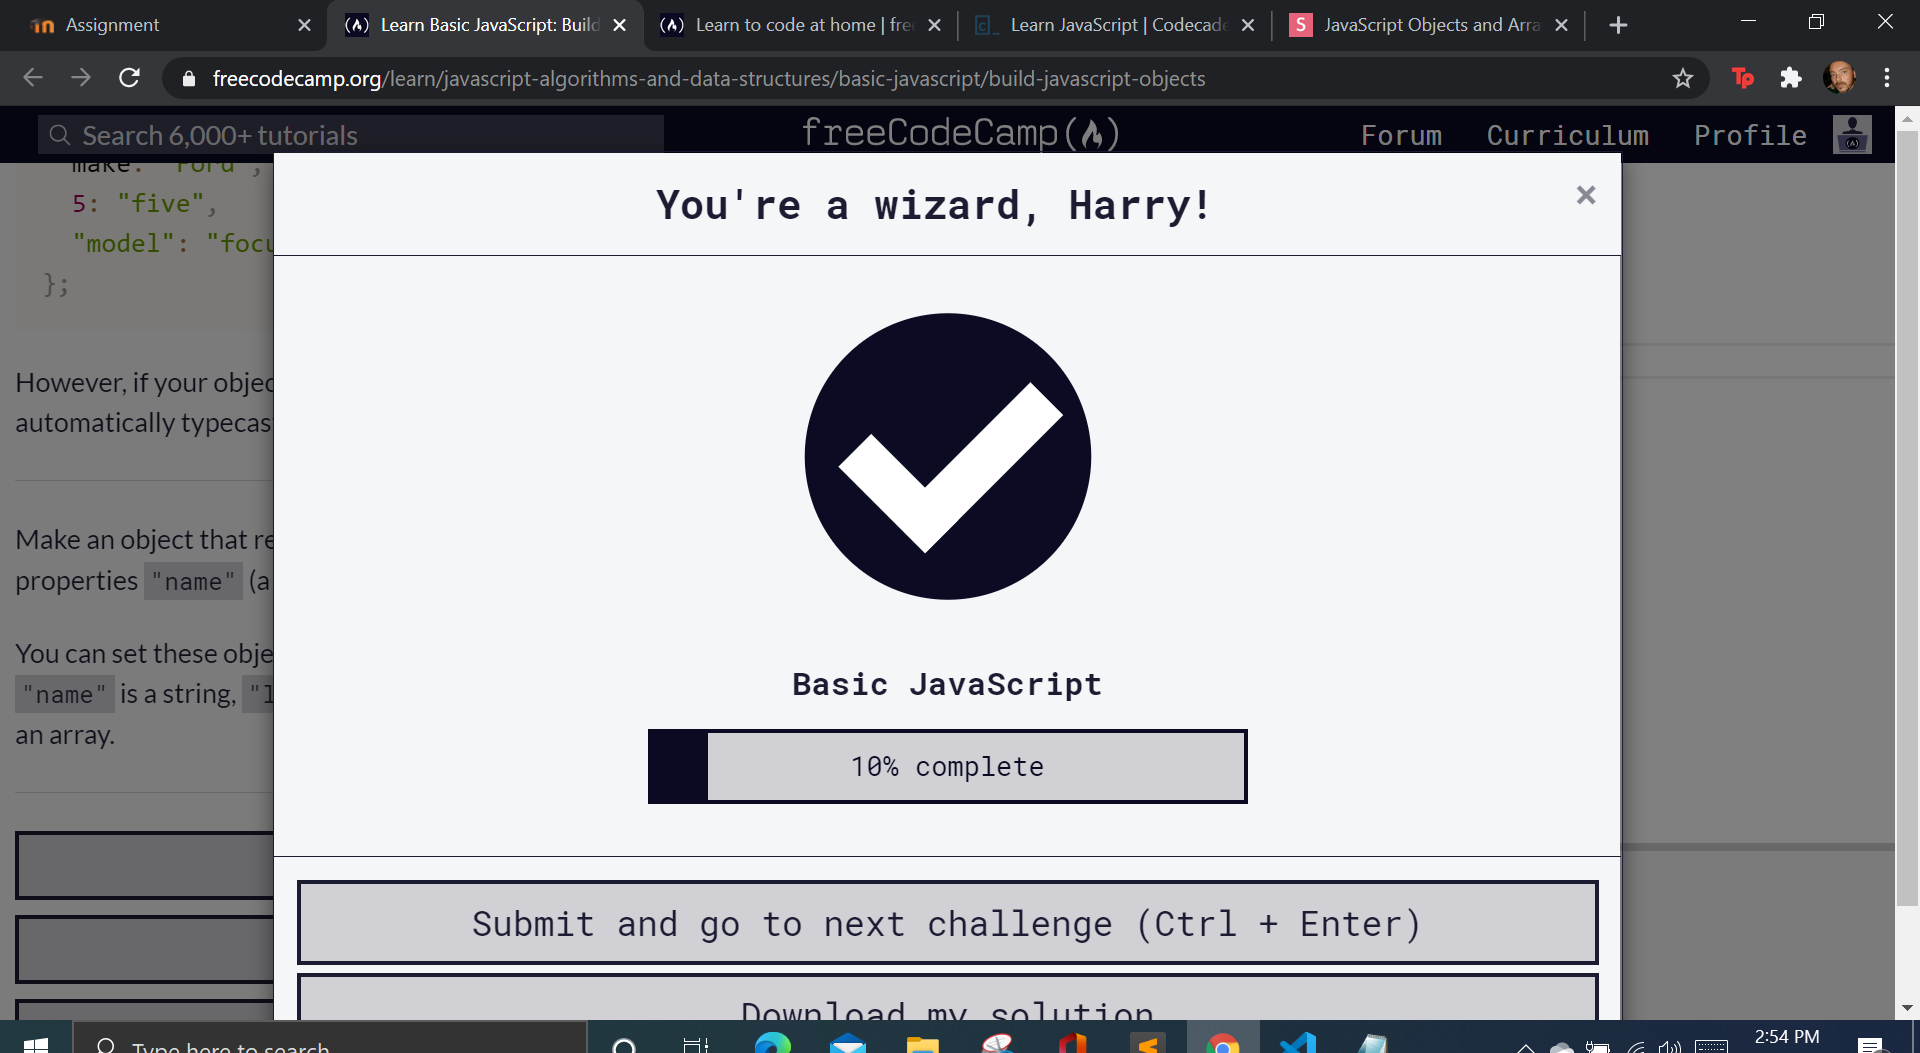 Assignment
Learn Basic JavaScript: Build
Learn to code at home | fre
Learn JavaScript | Codecade
S
JavaScript Objects and Arra
freecodecamp.org/learn/javascript-algorithms-and-data-structures/basic-javascript/build-javascript-objects
Tp
Search 6,000+ tutorials
freeCodeCamp
Forum
Curriculum
Profile
make: "Ford",
5: "five",
"model": "focu
};
You're a wizard, Harry!
However, if your objec
automatically typecas
Make an object that re
properties "name" (a
You can set these obje
"name" is a string, "l
an array.
Basic JavaScript
10% complete
Submit and go to next challenge (Ctrl + Enter)
Download my solution
Type here to search
2:54 PM